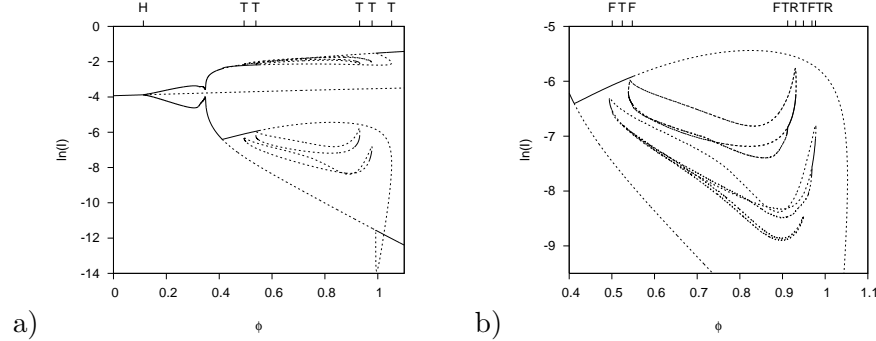 H T T T T T
0
-2
-4
-6
-8
-10
-12
-14
ln(I)
0 0.2 0.4 0.6 0.8 1
ϕ
a)
F T F FTRTFTR
-5
-6
-7
-8
-9
ln(I)
0.4 0.5 0.6 0.7 0.8 0.9 1 1.1
ϕ
b)